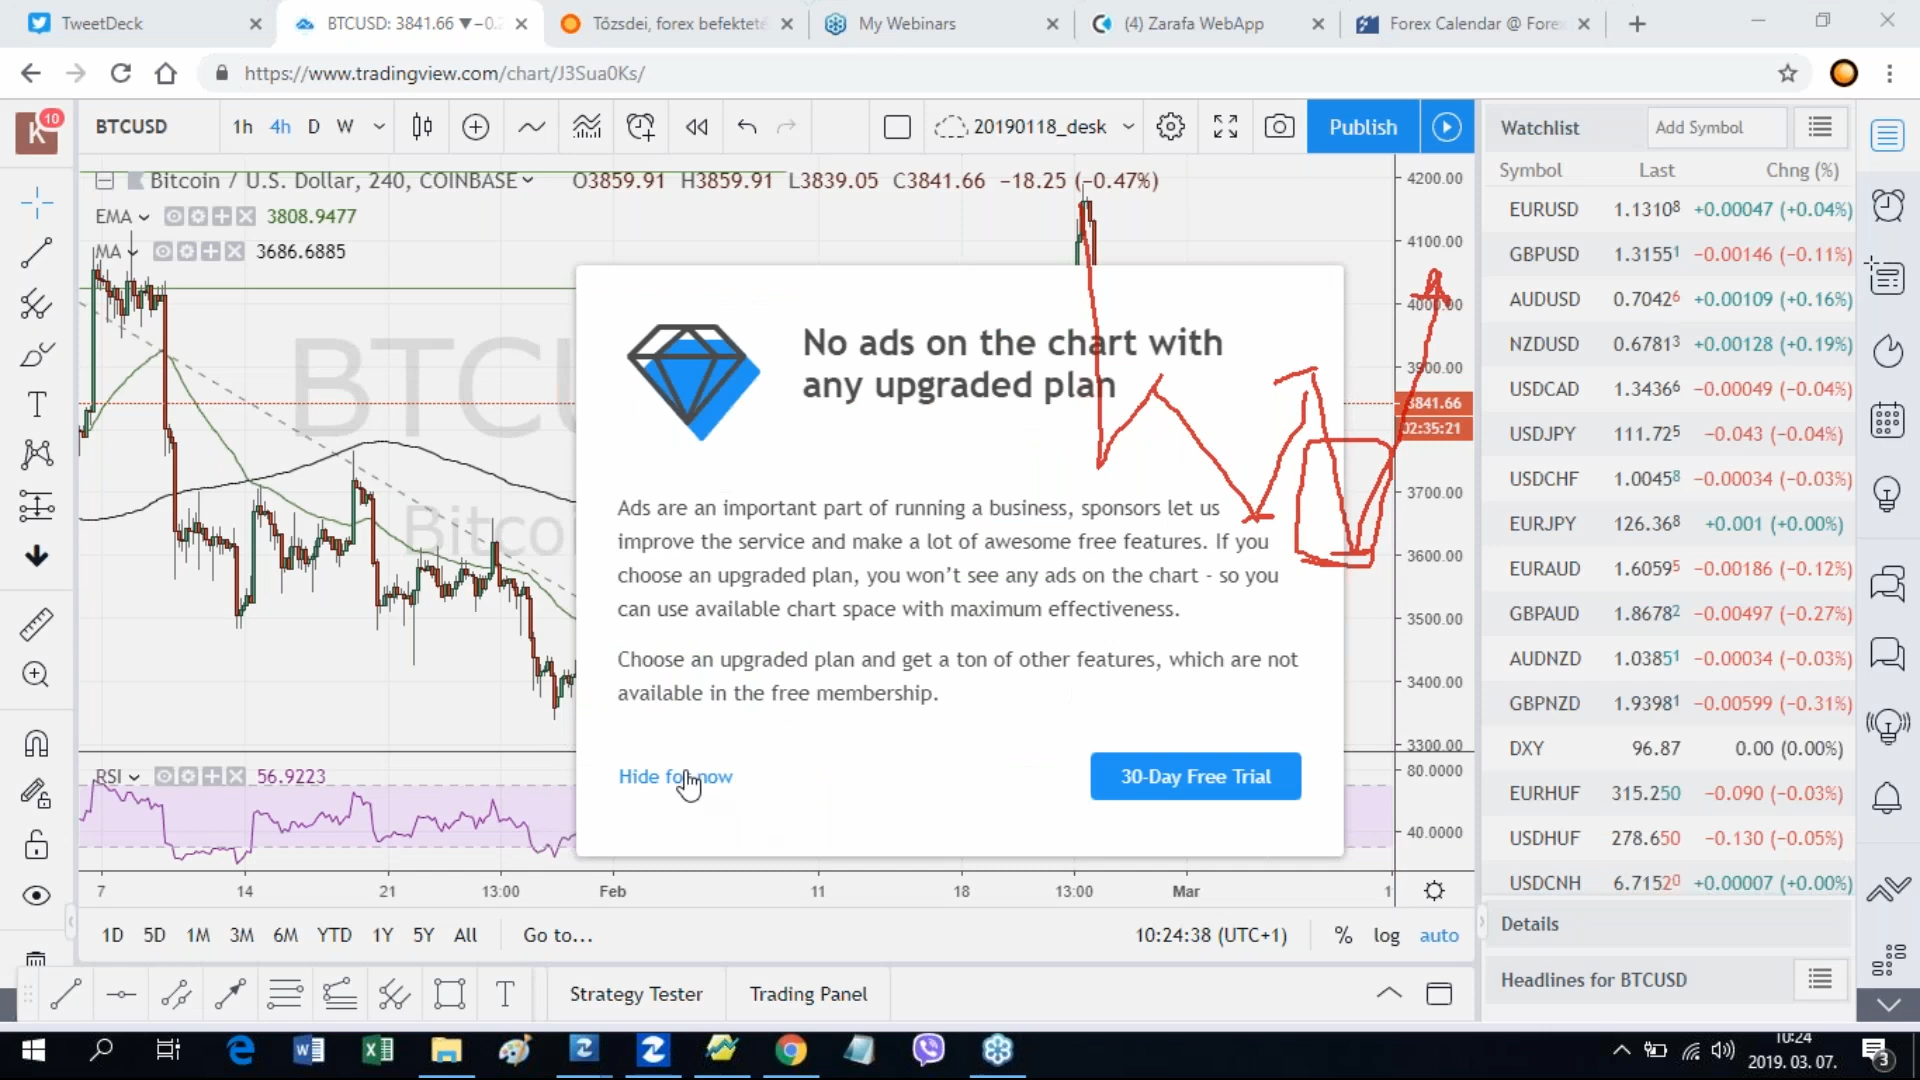 TweetDeck
BTCUSD: 3841.66 ▼−0.2
Tőzsdei, forex befektet
My Webinars
(4) Zarafa WebApp
Forex Calendar @ Fore
https://www.tradingview.com/chart/J3Sua0Ks/
K
10
BTCUSD
1h 4h D W
20190118_desk
Publish
Bitcoin / U.S. Dollar, 240, COINBASE O3859.91 H3859.91 L3839.05 C3841.66 −18.25 (−0.47%)
EMA 3808.9477
MA 3686.6885
BTC
Bitco
No ads on the chart with
any upgraded plan
Ads are an important part of running a business, sponsors let us
improve the service and make a lot of awesome free features. If you
choose an upgraded plan, you won’t see any ads on the chart - so you
can use available chart space with maximum effectiveness.
Choose an upgraded plan and get a ton of other features, which are not
available in the free membership.
Hide for now
30-Day Free Trial
4200.00
4100.00
4000.00
3900.00
3841.66
02:35:21
3700.00
3600.00
3500.00
3400.00
3300.00
RSI 56.9223
80.0000
40.0000
7 14 21 13:00 Feb 11 18 13:00 Mar 1
1D 5D 1M 3M 6M YTD 1Y 5Y All Go to...
10:24:38 (UTC+1) % log auto
Strategy Tester
Trading Panel
Watchlist
Add Symbol
Symbol Last Chng (%)
EURUSD 1.13108 +0.00047 (+0.04%)
GBPUSD 1.31551 −0.00146 (−0.11%)
AUDUSD 0.70426 +0.00109 (+0.16%)
NZDUSD 0.67813 +0.00128 (+0.19%)
USDCAD 1.34366 −0.00049 (−0.04%)
USDJPY 111.725 −0.043 (−0.04%)
USDCHF 1.00458 −0.00034 (−0.03%)
EURJPY 126.368 +0.001 (+0.00%)
EURAUD 1.60595 −0.00186 (−0.12%)
GBPAUD 1.86782 −0.00497 (−0.27%)
AUDNZD 1.03851 −0.00034 (−0.03%)
GBPNZD 1.93981 −0.00599 (−0.31%)
DXY 96.87 0.00 (0.00%)
EURHUF 315.250 −0.090 (−0.03%)
USDHUF 278.650 −0.130 (−0.05%)
USDCNH 6.71520 +0.00007 (+0.00%)
Details
Headlines for BTCUSD
10:24
2019. 03. 07.
3